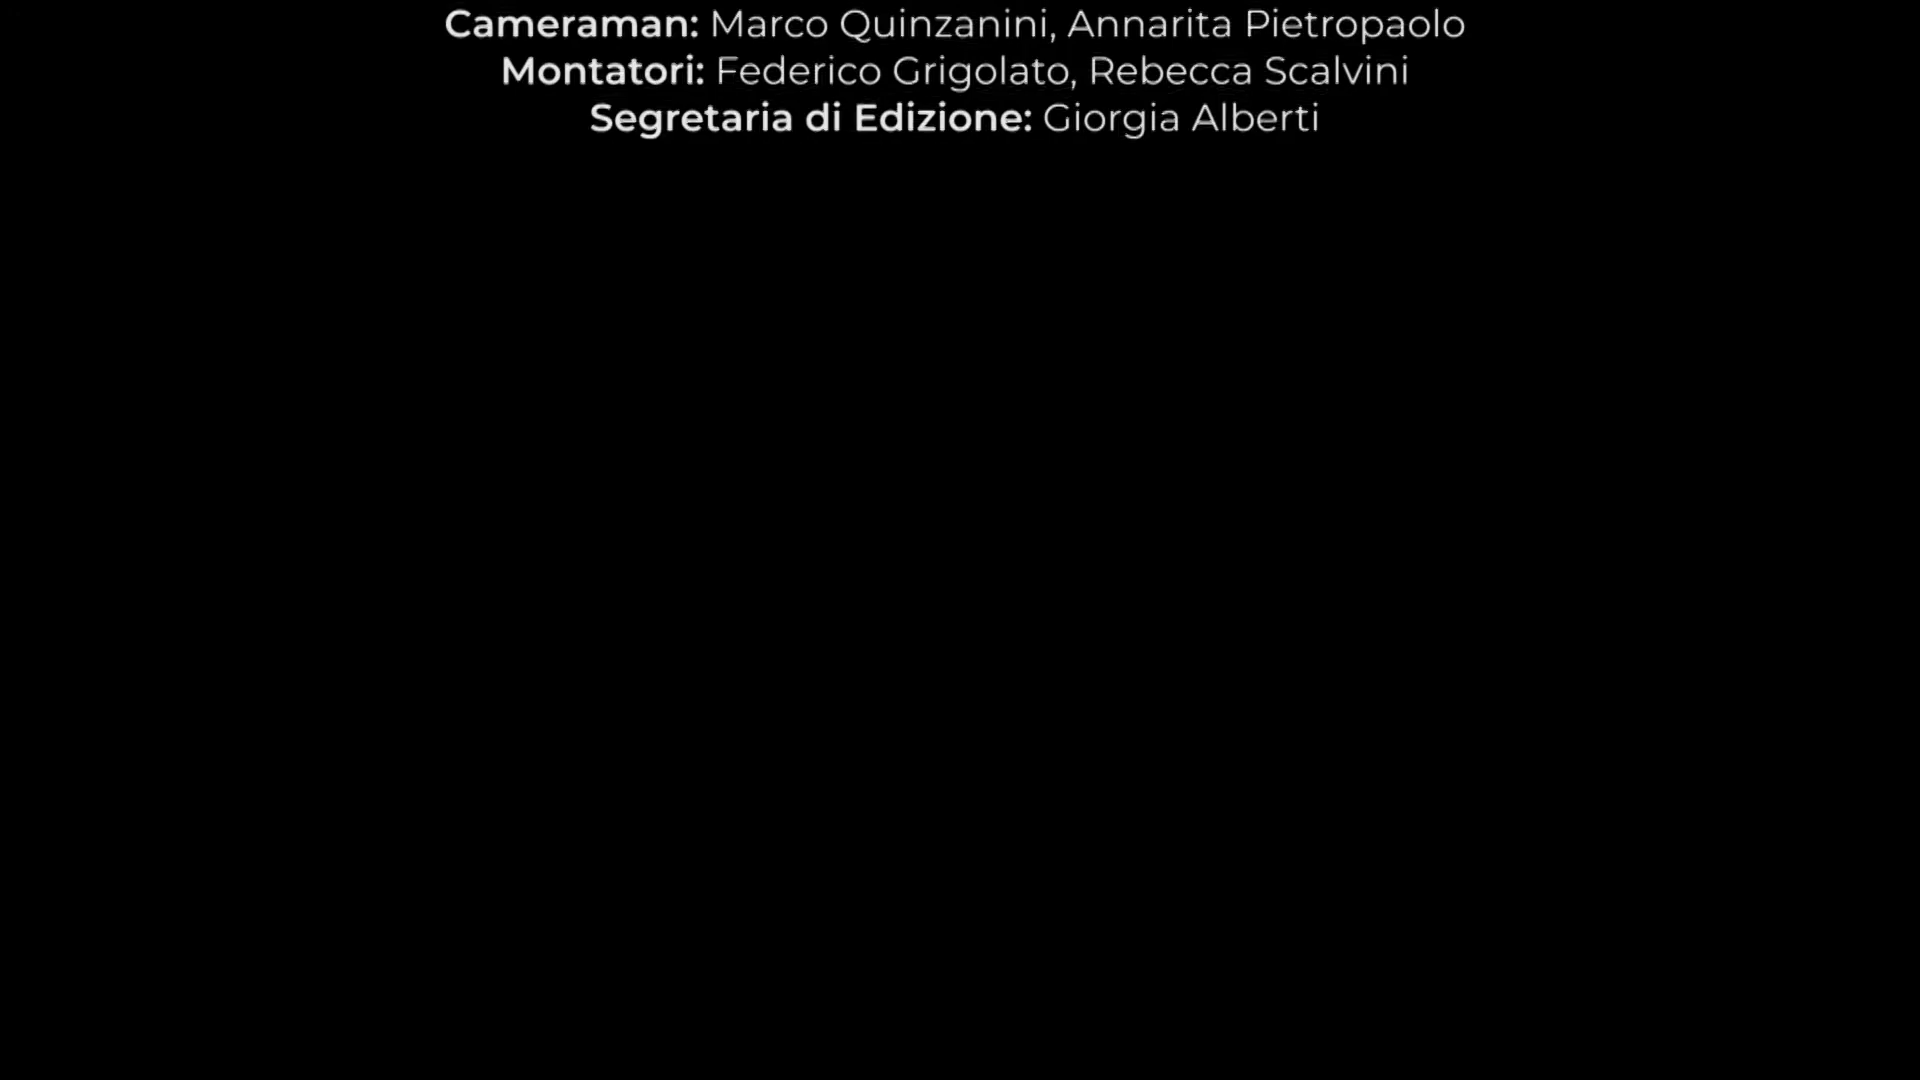 Cameraman: Marco Quinzanini, Annarita Pietropaolo
Montatori: Federico Grigolato, Rebecca Scalvini
Segretaria di Edizione: Giorgia Alberti